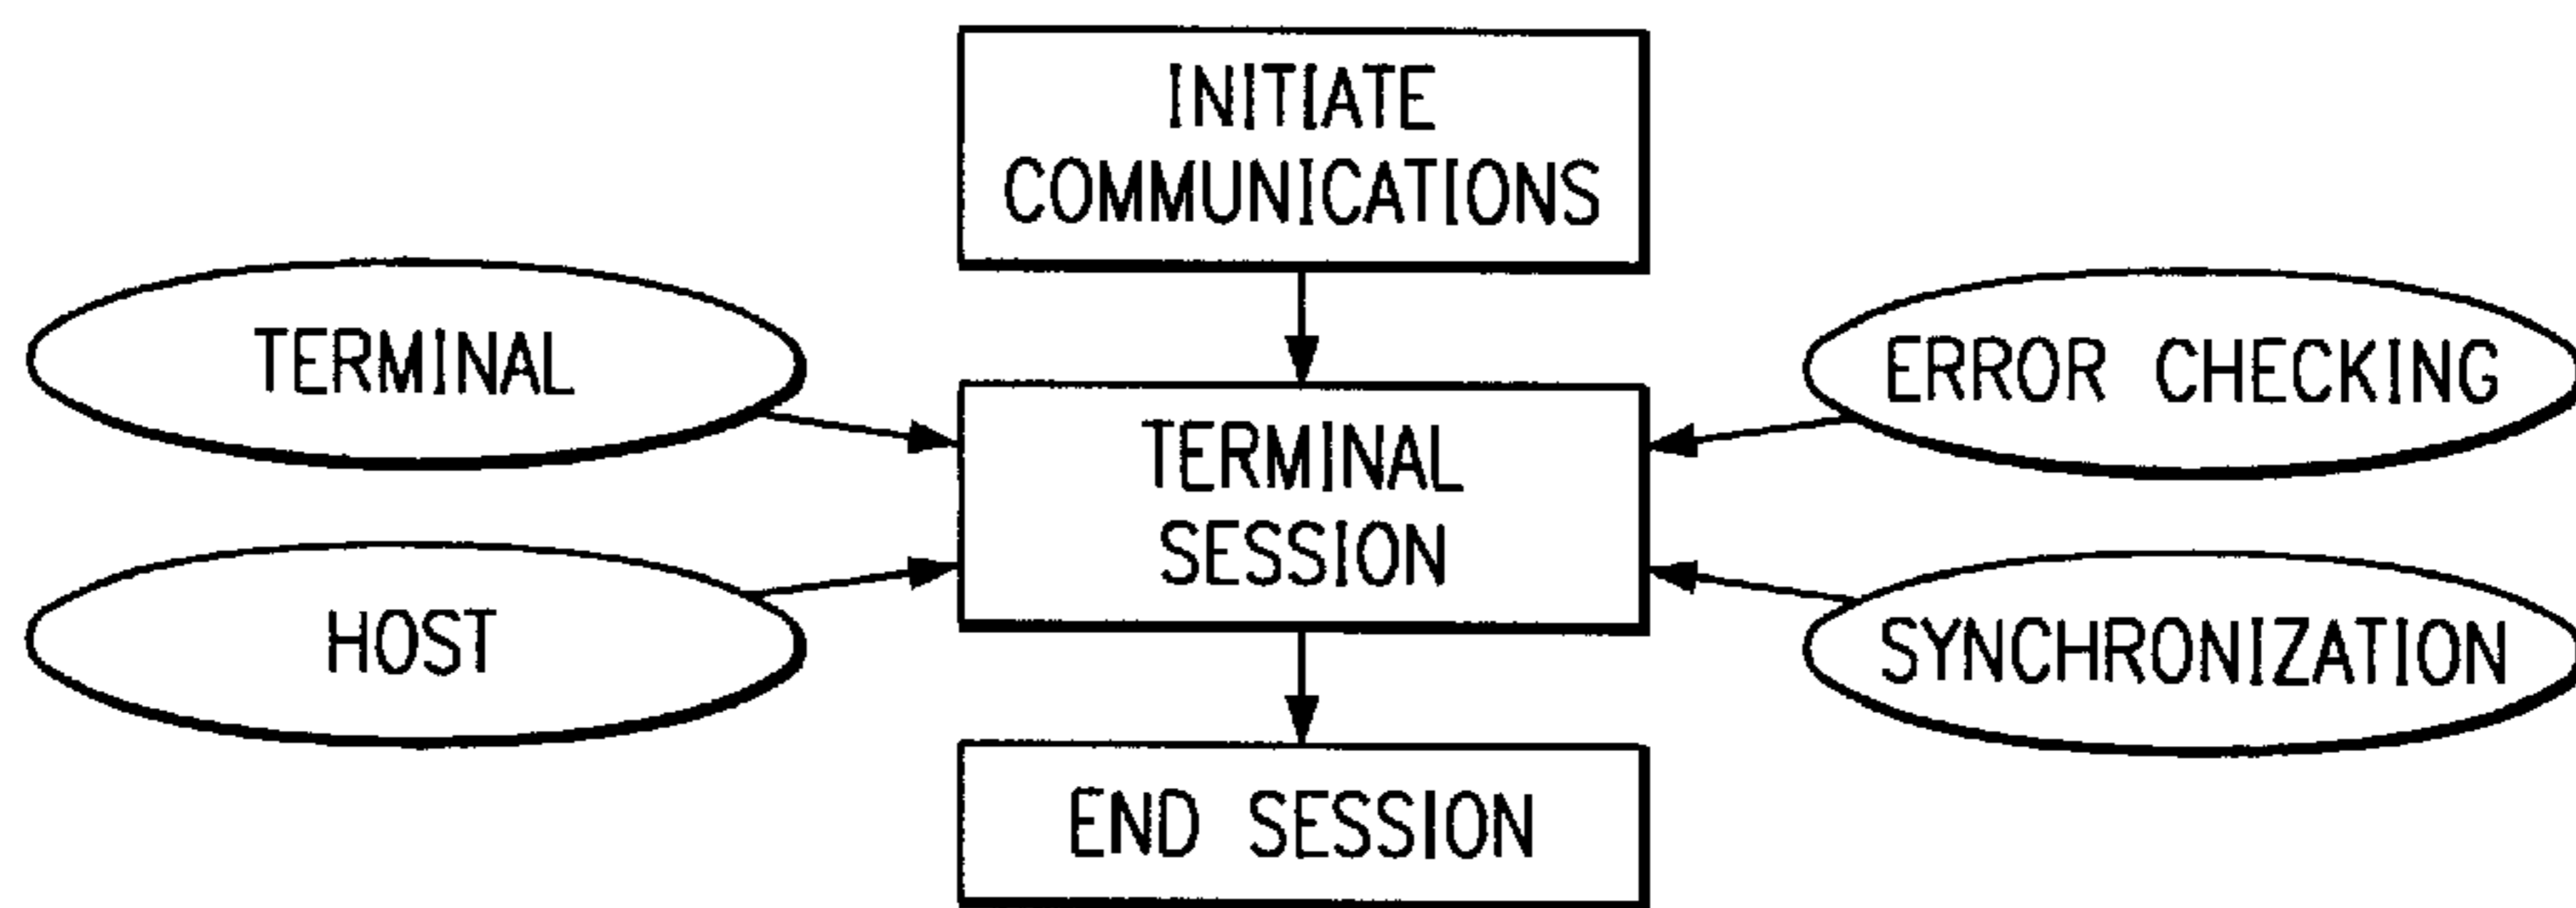 INITIATE
COMMUNICATIONS
TERMINAL
ERROR CHECKING
TERMINAL
SESSION
HOST
SYNCHRONIZATION
END SESSION